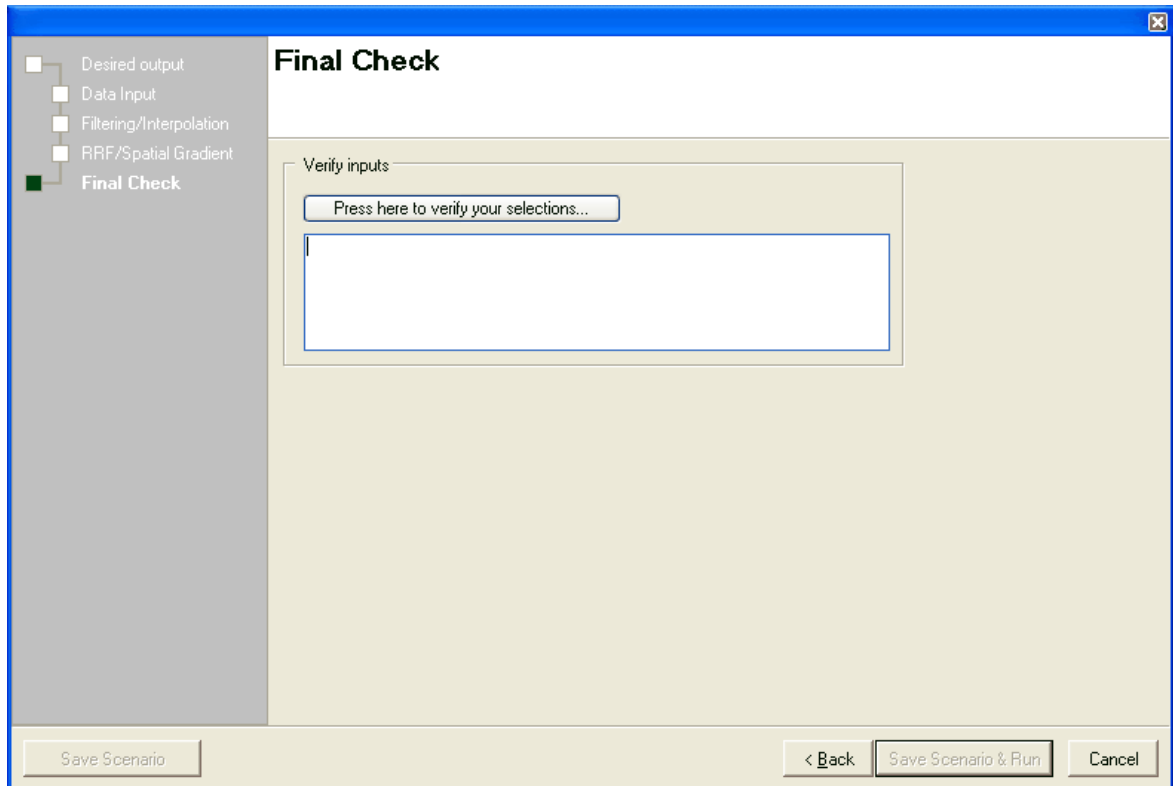 Desired output
Data Input
Filtering/Interpolation
RRF/Spatial Gradient
Final Check
Final Check
Verify inputs
Press here to verify your selections...
Save Scenario
< Back
Save Scenario & Run
Cancel